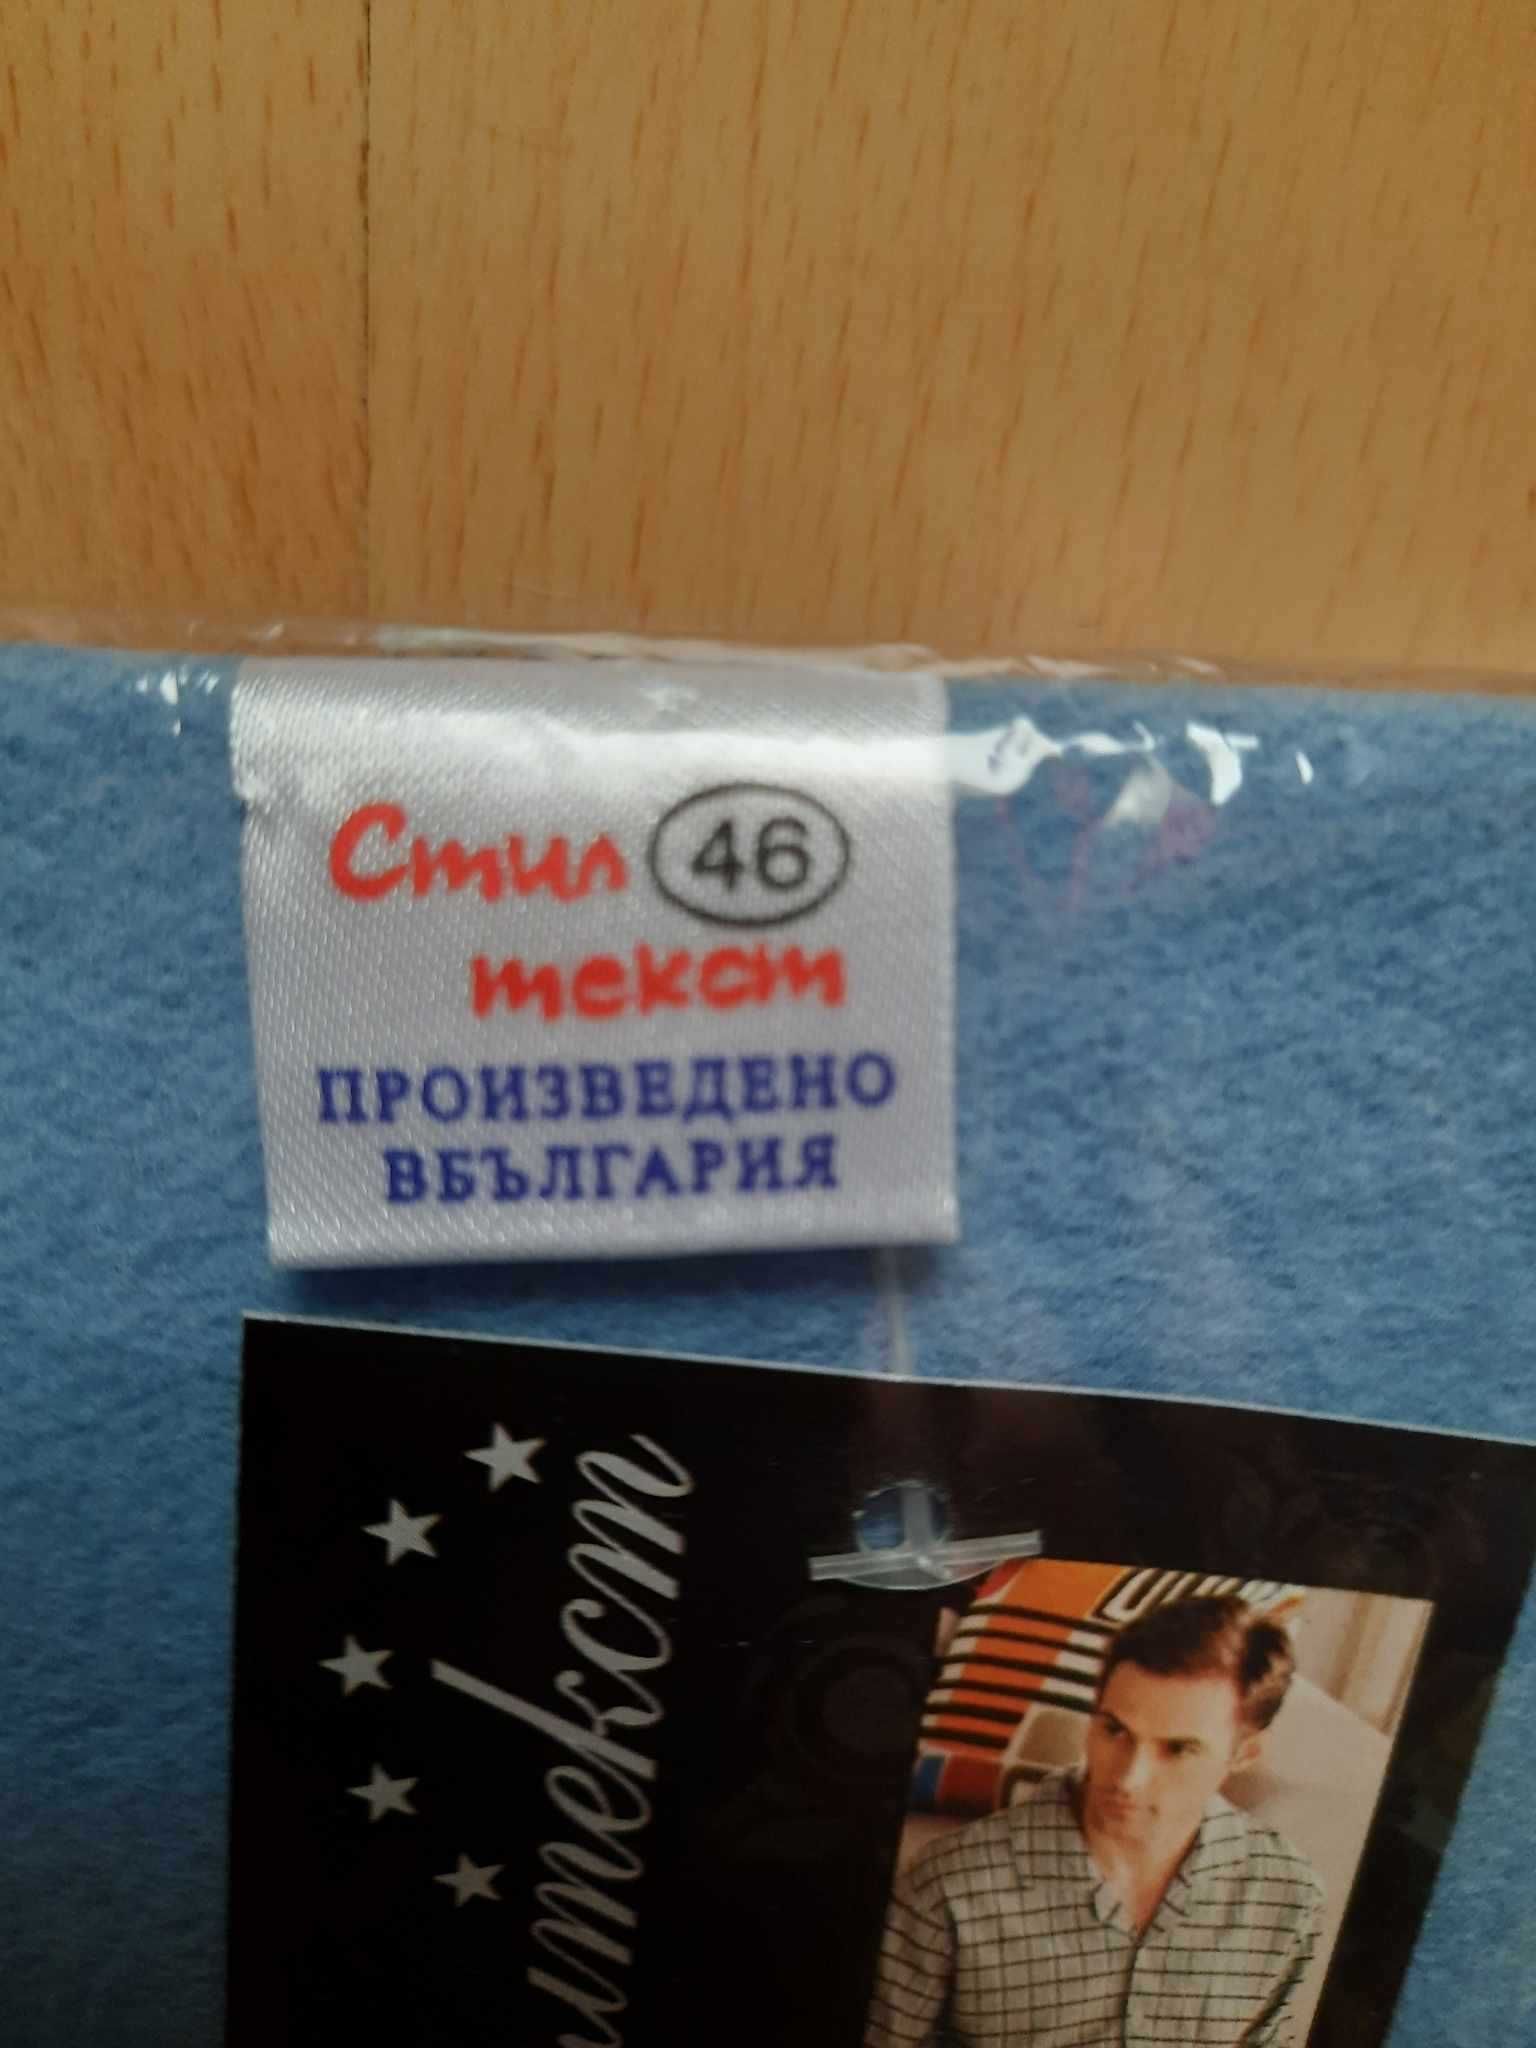 Стил 46
текст
ПРОИЗВЕДЕНО
ВБЪЛГАРИЯ